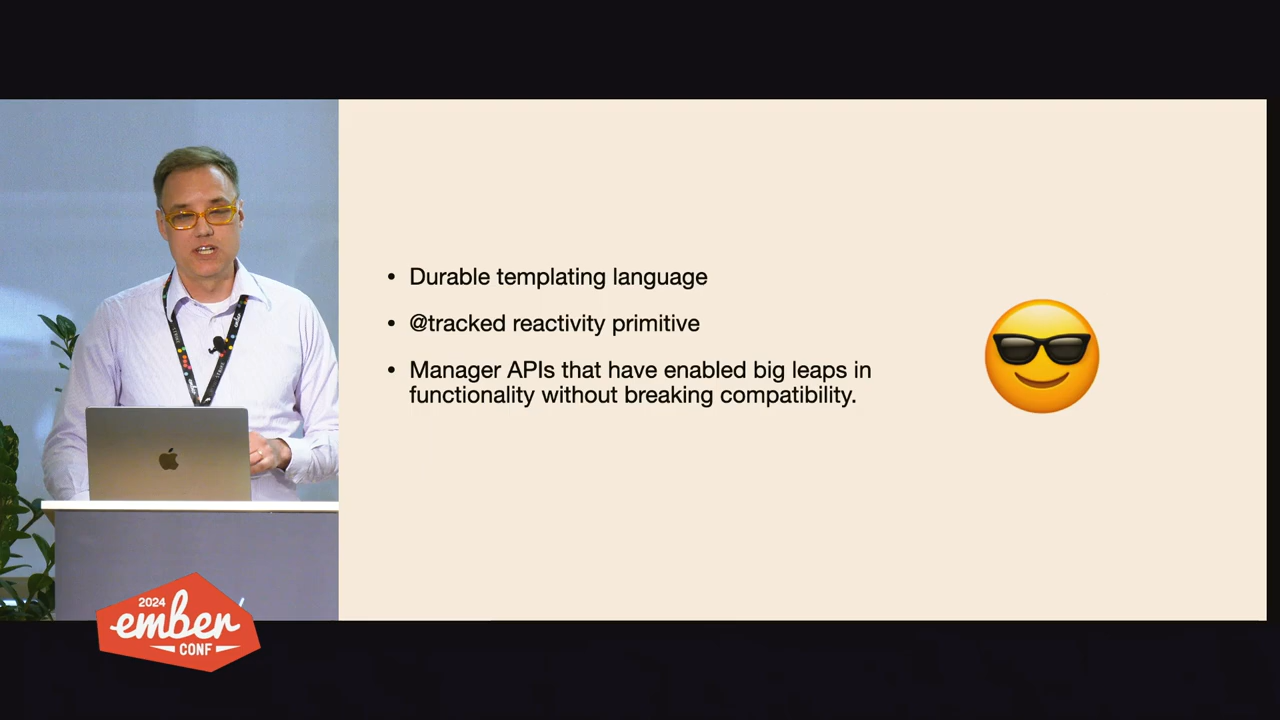 • Durable templating language
• @tracked reactivity primitive
• Manager APIs that have enabled big leaps in
functionality without breaking compatibility.
2024
ember
CONF